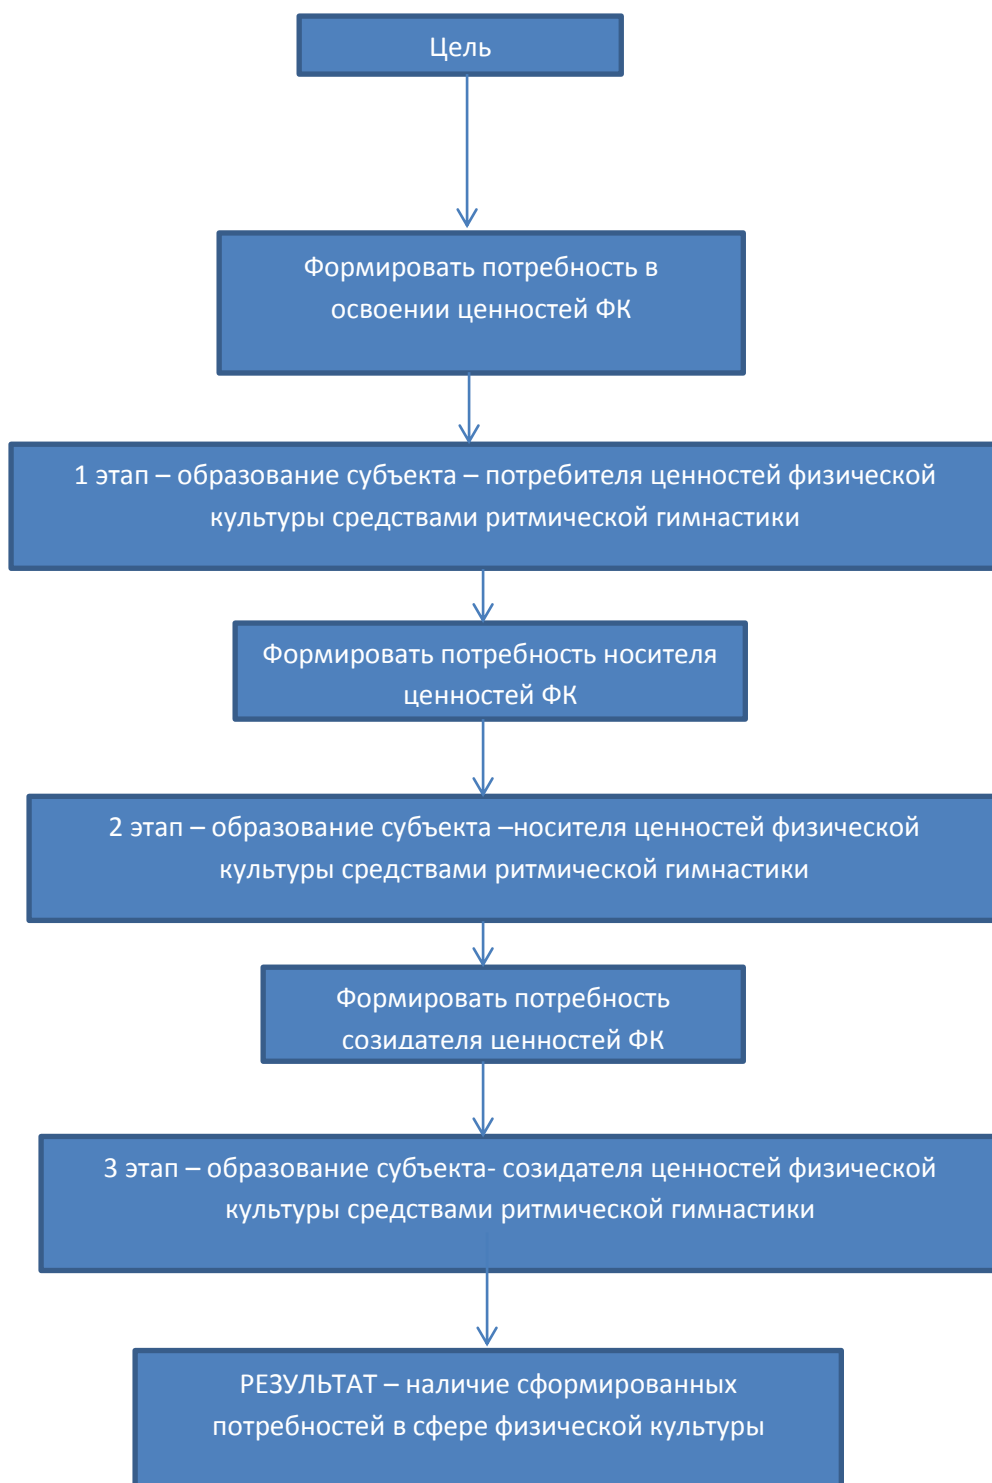 Цель
Формировать потребность в
освоении ценностей ФК
1 этап – образование субъекта – потребителя ценностей физической
культуры средствами ритмической гимнастики
Формировать потребность носителя
ценностей ФК
2 этап – образование субъекта –носителя ценностей физической
культуры средствами ритмической гимнастики
Формировать потребность
созидателя ценностей ФК
3 этап – образование субъекта- созидателя ценностей физической
культуры средствами ритмической гимнастики
РЕЗУЛЬТАТ – наличие сформированных
потребностей в сфере физической культуры